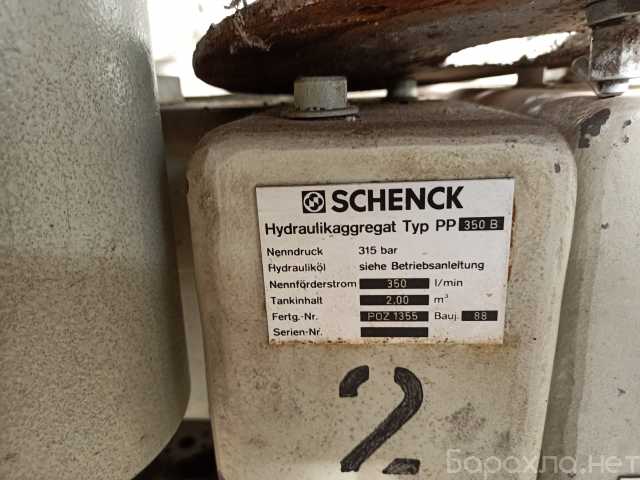 SCHENCK
Hydraulikaggregat Typ PP 350 B
Nenndruck 315 bar
Hydrauliköl siehe Betriebsanleitung
Nennförderstrom 350 l/min
Tankinhalt 2,00 m³
Fertg.-Nr. POZ 1355 Bauj. 88
Serien-Nr.
2
Барахла.нет